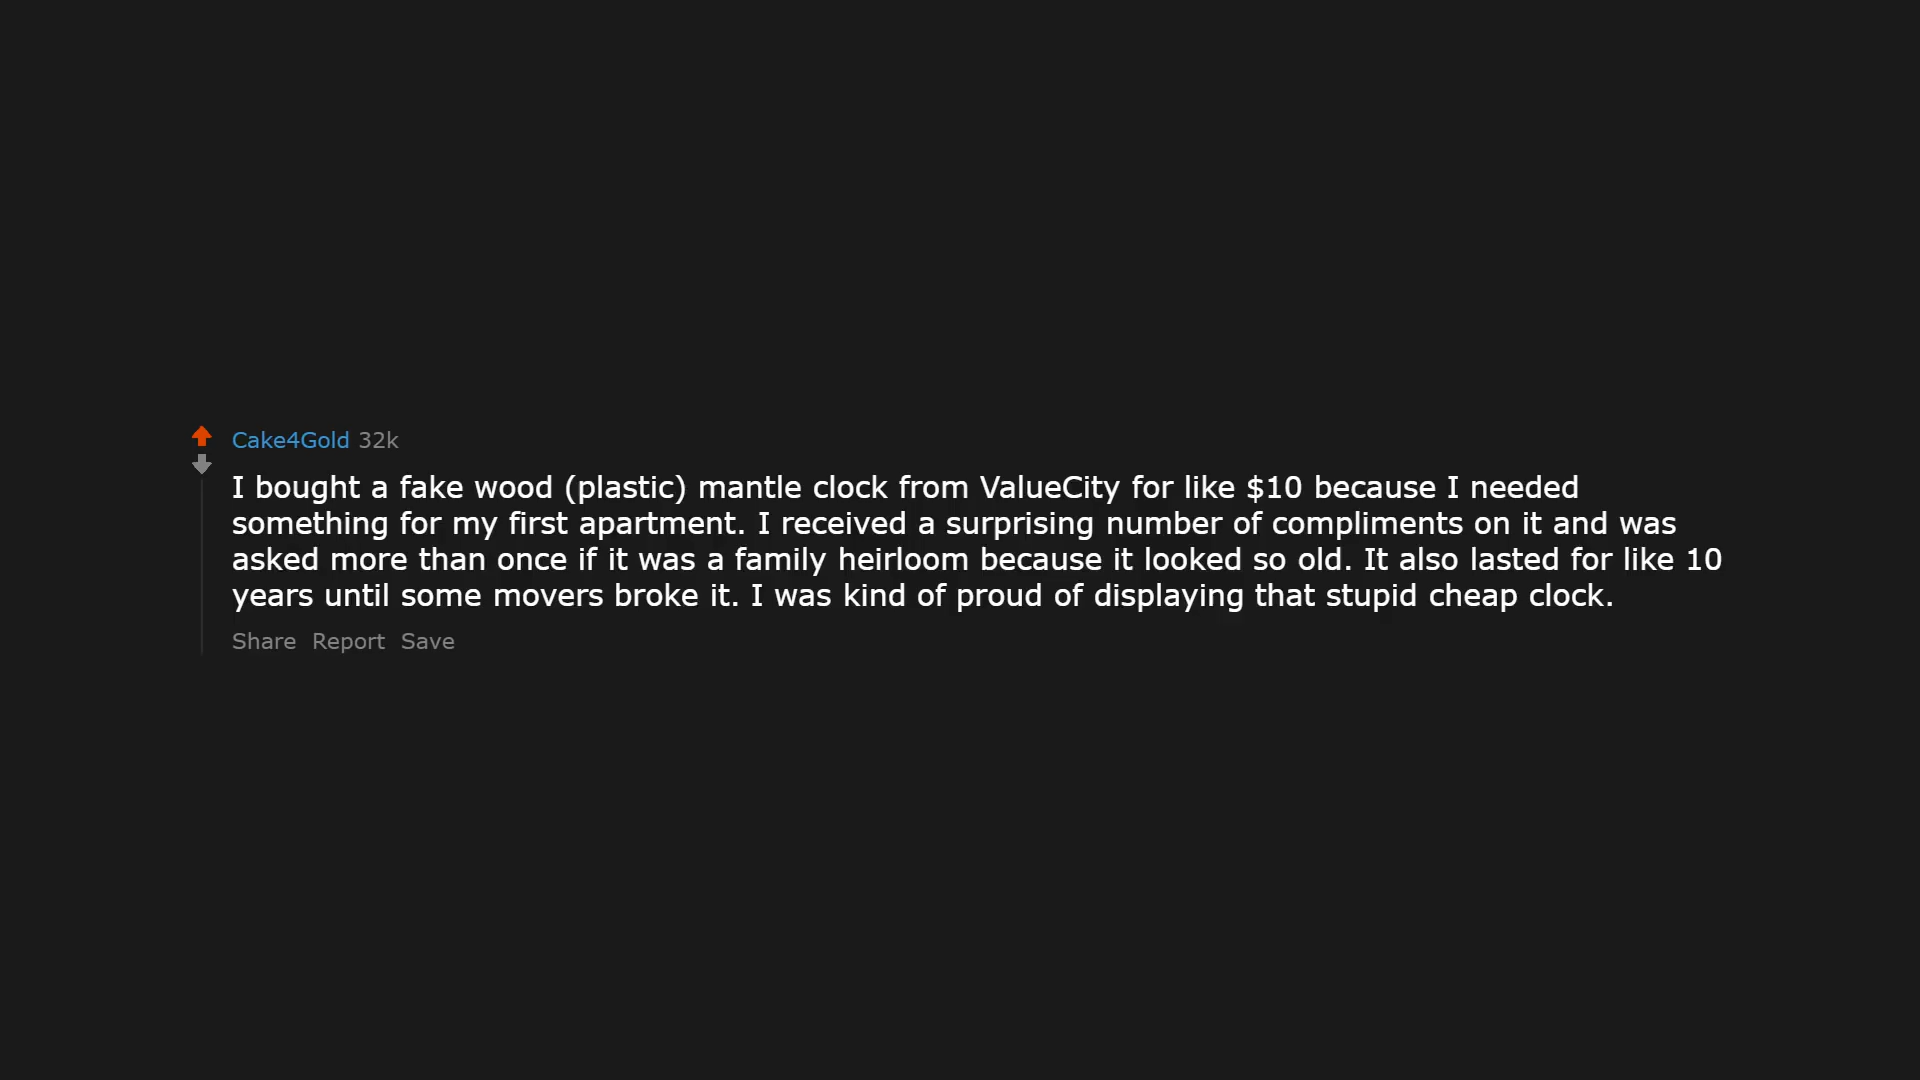 Cake4Gold 32k
I bought a fake wood (plastic) mantle clock from ValueCity for like $10 because I needed
something for my first apartment. I received a surprising number of compliments on it and was
asked more than once if it was a family heirloom because it looked so old. It also lasted for like 10
years until some movers broke it. I was kind of proud of displaying that stupid cheap clock.
Share Report Save